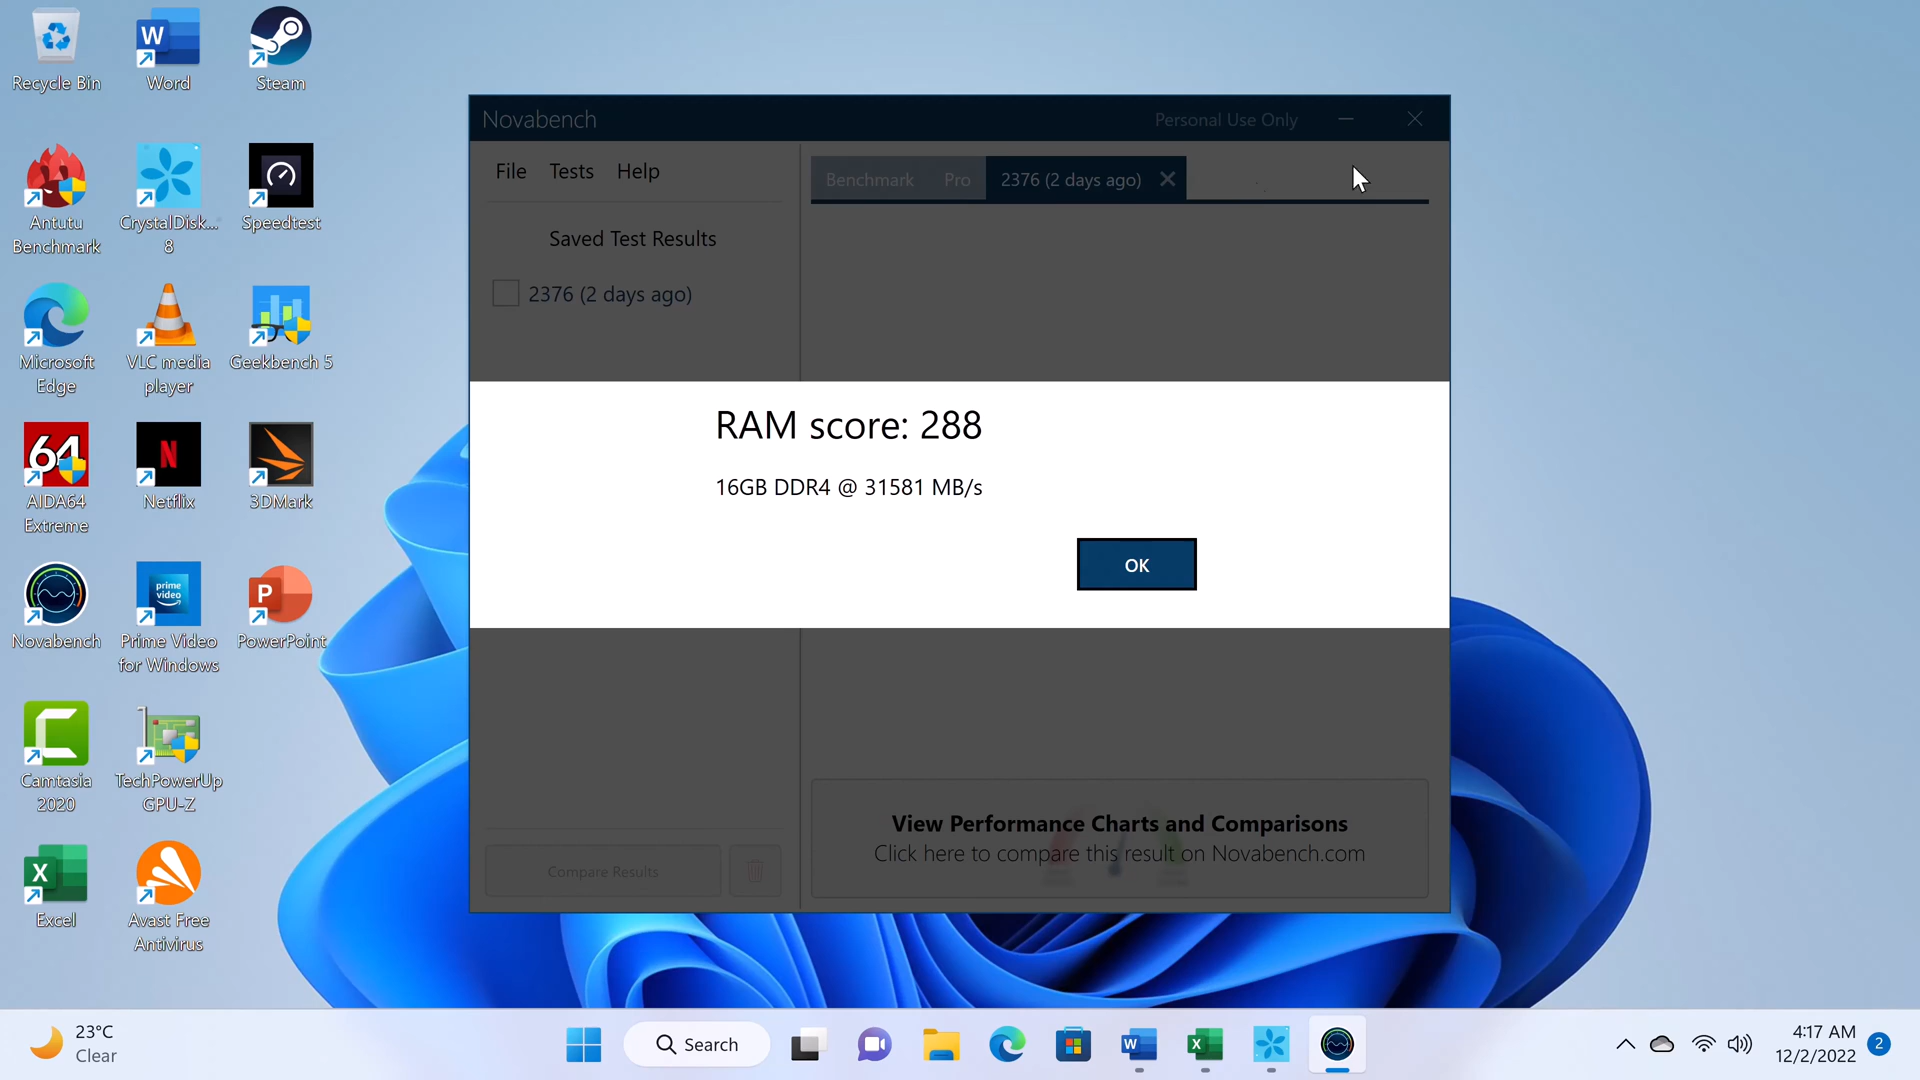 Recycle Bin
Word
Steam
Antutu
Benchmark
CrystalDisk...
8
Speedtest
Microsoft
Edge
VLC media
player
Geekbench 5
64
AIDA64
Extreme
N
Netflix
3DMark
Novabench
prime
video
Prime Video
for Windows
P
PowerPoint
Camtasia
2020
TechPowerUp
GPU-Z
X
Excel
Avast Free
Antivirus
W
Novabench
Personal Use Only
File Tests Help
Benchmark Pro 2376 (2 days ago)
Saved Test Results
2376 (2 days ago)
RAM score: 288
16GB DDR4 @ 31581 MB/s
OK
View Performance Charts and Comparisons
Click here to compare this result on Novabench.com
Compare Results
23°C
Clear
Search
W
X
4:17 AM
12/2/2022
2